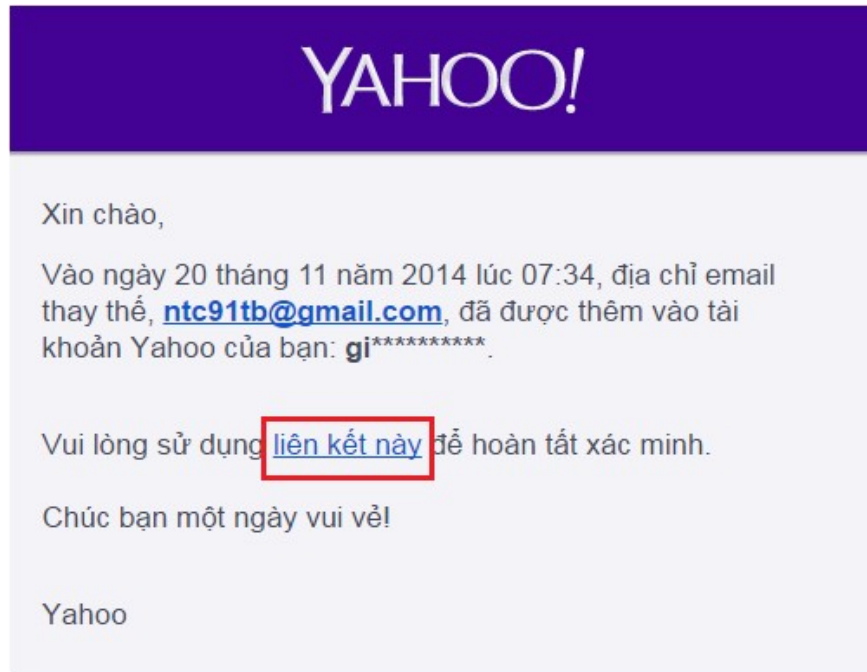 YAHOO!
Xin chào,
Vào ngày 20 tháng 11 năm 2014 lúc 07:34, địa chỉ email
thay thế, ntc91tb@gmail.com, đã được thêm vào tài
khoản Yahoo của bạn: gi**********.
Vui lòng sử dụng liên kết này để hoàn tất xác minh.
Chúc bạn một ngày vui vẻ!
Yahoo